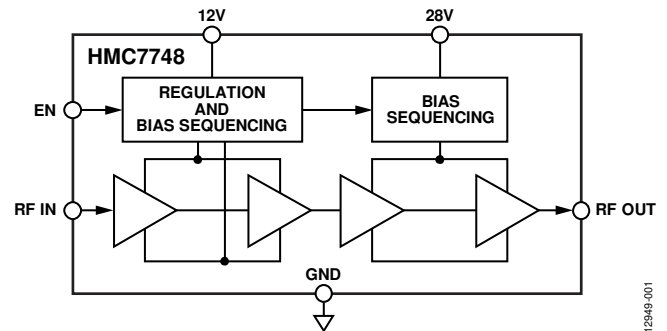 12V
28V
HMC7748
EN
REGULATION
AND
BIAS SEQUENCING
BIAS
SEQUENCING
RF IN
RF OUT
GND
12949-001